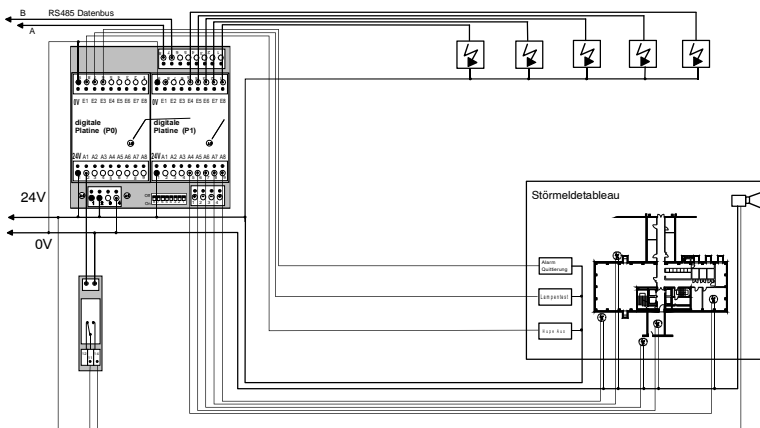 B RS485 Datenbus
A
0V E1 E2 E3 E4 E5 E6 E7 E8 0V E1 E2 E3 E4 E5 E6 E7 E8
digitale
Platine (P0)
digitale
Platine (P1)
24V A1 A2 A3 A4 A5 A6 A7 A8 24V A1 A2 A3 A4 A5 A6 A7 A8
24V
0V
Störmeldetableau
Alarm
Quittierung
Lampentest
Hupe Aus